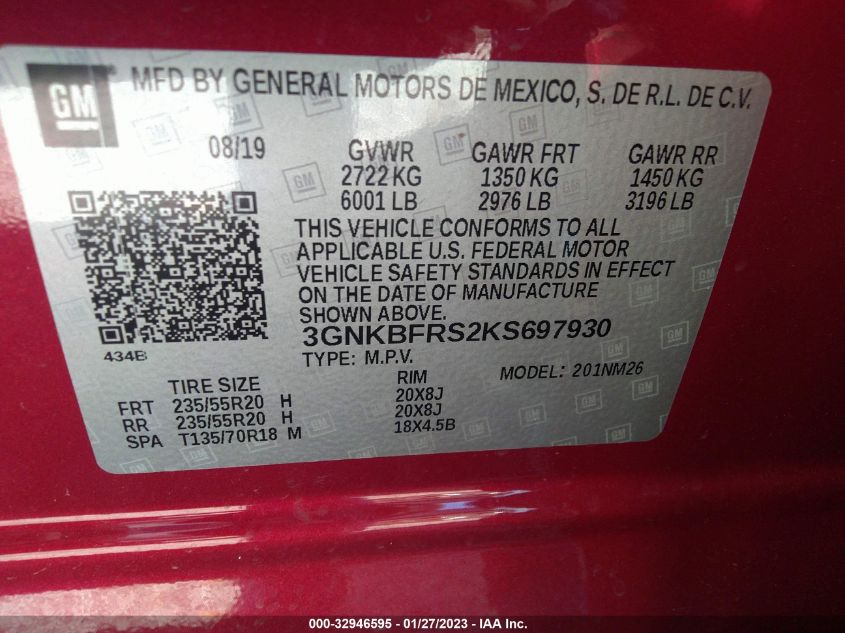 GM
MFD BY GENERAL MOTORS DE MEXICO, S. DE R.L. DE C.V.
08/19 GVWR GAWR FRT GAWR RR
2722 KG 1350 KG 1450 KG
6001 LB 2976 LB 3196 LB
THIS VEHICLE CONFORMS TO ALL
APPLICABLE U.S. FEDERAL MOTOR
VEHICLE SAFETY STANDARDS IN EFFECT
ON THE DATE OF MANUFACTURE
SHOWN ABOVE.
434B
3GNKBFRS2KS697930
TYPE: M.P.V. MODEL: 201NM26
TIRE SIZE RIM
FRT 235/55R20 H 20X8J
RR 235/55R20 H 20X8J
SPA T135/70R18 M 18X4.5B
000-32946595 - 01/27/2023 - IAA Inc.